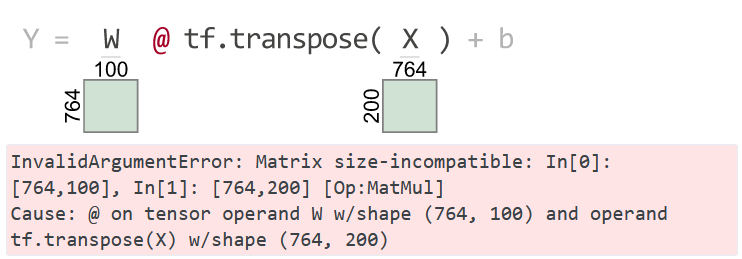 Y = W @ tf.transpose( X ) + b
100 764
764 200
InvalidArgumentError: Matrix size-incompatible: In[0]:
[764,100], In[1]: [764,200] [Op:MatMul]
Cause: @ on tensor operand W w/shape (764, 100) and operand
tf.transpose(X) w/shape (764, 200)